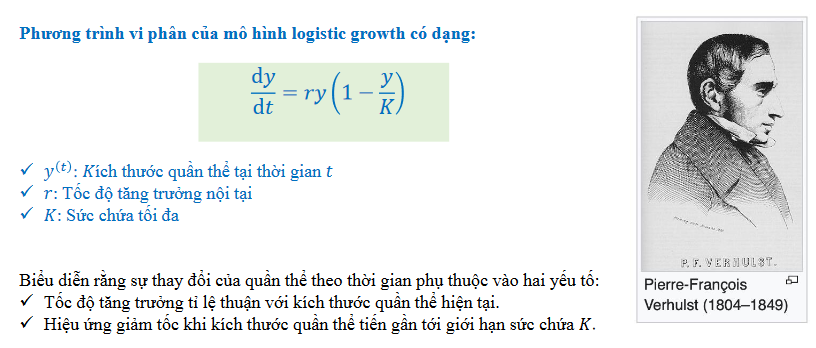 Phương trình vi phân của mô hình logistic growth có dạng:
dy/dt = ry(1 − y/K)
✓ y^(t): Kích thước quần thể tại thời gian t
✓ r: Tốc độ tăng trưởng nội tại
✓ K: Sức chứa tối đa
Biểu diễn rằng sự thay đổi của quần thể theo thời gian phụ thuộc vào hai yếu tố:
✓ Tốc độ tăng trưởng tỉ lệ thuận với kích thước quần thể hiện tại.
✓ Hiệu ứng giảm tốc khi kích thước quần thể tiến gần tới giới hạn sức chứa K.
P. F. VERHULST.
Pierre-François
Verhulst (1804–1849)